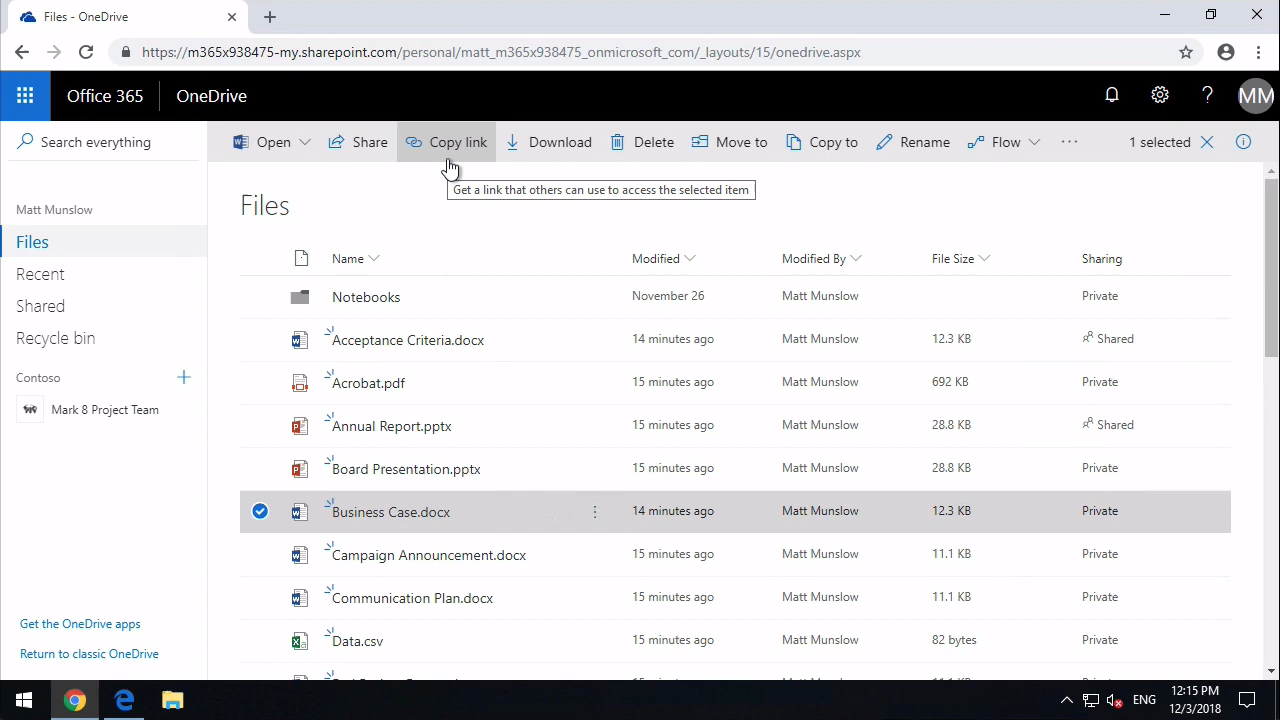 Files - OneDrive
https://m365x938475-my.sharepoint.com/personal/matt_m365x938475_onmicrosoft_com/_layouts/15/onedrive.aspx
Office 365 OneDrive MM
Search everything
Open Share Copy link Download Delete Move to Copy to Rename Flow 1 selected
Get a link that others can use to access the selected item
Files
Matt Munslow
Files
Recent
Shared
Recycle bin
Contoso
Mark 8 Project Team
Get the OneDrive apps
Return to classic OneDrive
Name Modified Modified By File Size Sharing
Notebooks November 26 Matt Munslow Private
Acceptance Criteria.docx 14 minutes ago Matt Munslow 12.3 KB Shared
Acrobat.pdf 15 minutes ago Matt Munslow 692 KB Private
Annual Report.pptx 15 minutes ago Matt Munslow 28.8 KB Shared
Board Presentation.pptx 15 minutes ago Matt Munslow 28.8 KB Private
Business Case.docx 14 minutes ago Matt Munslow 12.3 KB Private
Campaign Announcement.docx 15 minutes ago Matt Munslow 11.1 KB Private
Communication Plan.docx 15 minutes ago Matt Munslow 11.1 KB Private
Data.csv 15 minutes ago Matt Munslow 82 bytes Private
ENG
12:15 PM
12/3/2018